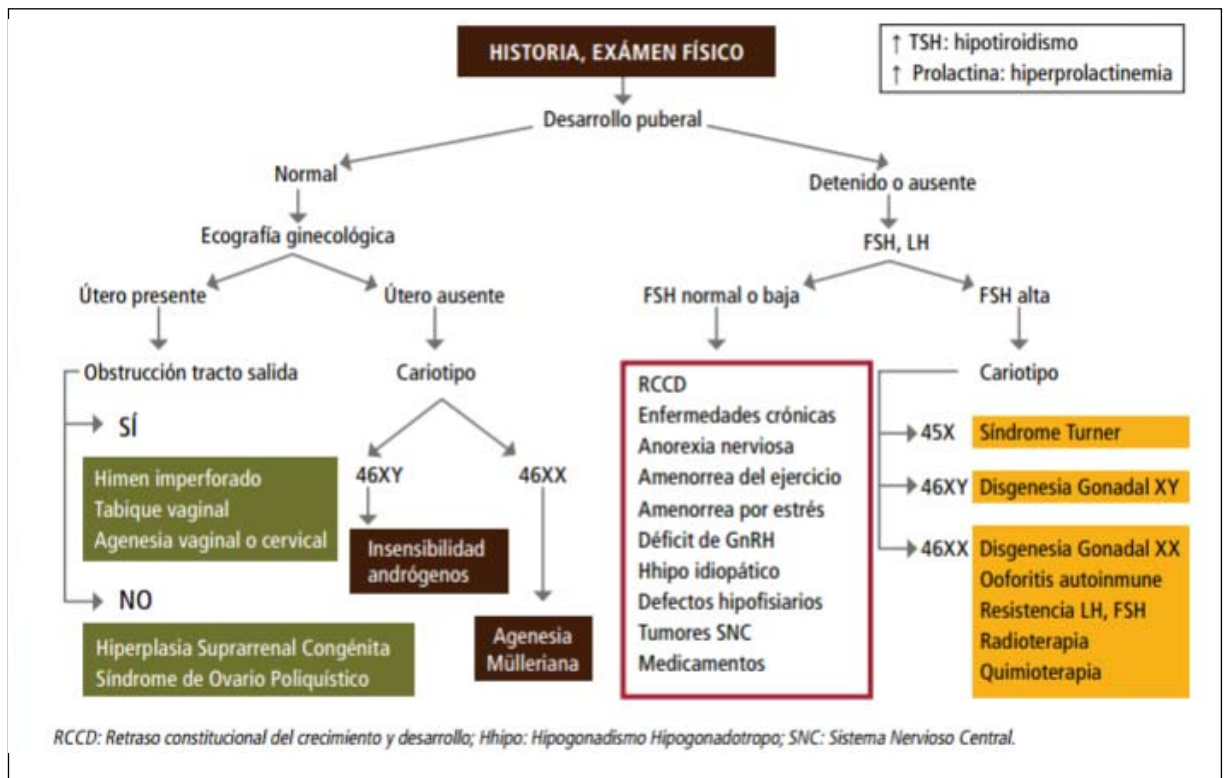 HISTORIA, EXÁMEN FÍSICO
↑ TSH: hipotiroidismo
↑ Prolactina: hiperprolactinemia
Desarrollo puberal
Normal
Detenido o ausente
Ecografía ginecológica
FSH, LH
Útero presente
Útero ausente
FSH normal o baja
FSH alta
Obstrucción tracto salida
Cariotipo
SÍ
Himen imperforado
Tabique vaginal
Agenesia vaginal o cervical
NO
Hiperplasia Suprarrenal Congénita
Síndrome de Ovario Poliquístico
46XY
46XX
Insensibilidad
andrógenos
Agenesia
Mülleriana
RCCD
Enfermedades crónicas
Anorexia nerviosa
Amenorrea del ejercicio
Amenorrea por estrés
Déficit de GnRH
Hhipo idiopático
Defectos hipofisiarios
Tumores SNC
Medicamentos
Cariotipo
45X Síndrome Turner
46XY Disgenesia Gonadal XY
46XX Disgenesia Gonadal XX
Ooforitis autoinmune
Resistencia LH, FSH
Radioterapia
Quimioterapia
RCCD: Retraso constitucional del crecimiento y desarrollo; Hhipo: Hipogonadismo Hipogonadotropo; SNC: Sistema Nervioso Central.